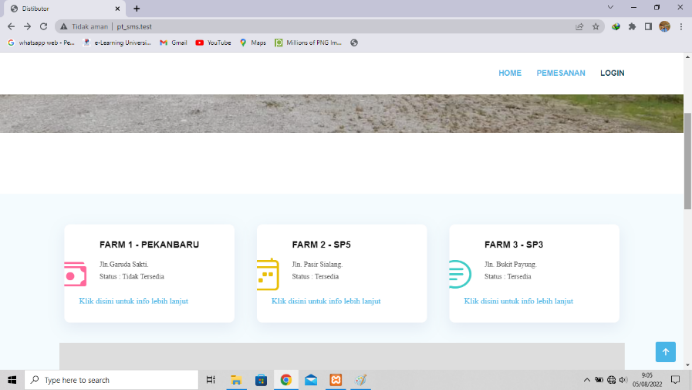 Distibutor
Tidak aman | pt_sms.test
whatsapp web - Pe...
e-Learning Universi...
Gmail
YouTube
Maps
Millions of PNG Im...
HOME PEMESANAN LOGIN
FARM 1 - PEKANBARU
Jln.Garuda Sakti.
Status : Tidak Tersedia
Klik disini untuk info lebih lanjut
FARM 2 - SP5
Jln. Pasir Sialang.
Status : Tersedia
Klik disini untuk info lebih lanjut
FARM 3 - SP3
Jln. Bukit Payung.
Status : Tersedia
Klik disini untuk info lebih lanjut
Type here to search
9:05
05/08/2022